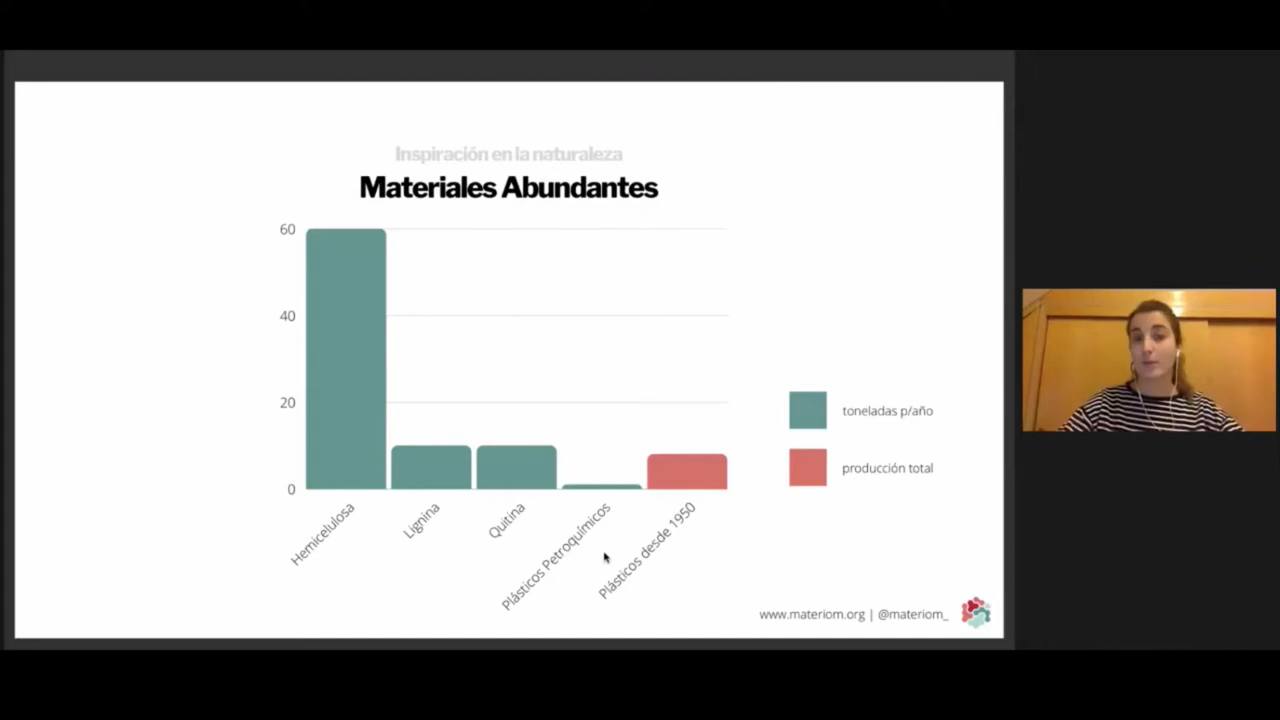 Inspiración en la naturaleza
Materiales Abundantes
60
40
20
0
Hemicelulosa
Lignina
Quitina
Plásticos Petroquímicos
Plásticos desde 1950
toneladas p/año
producción total
www.materiom.org | @materiom_